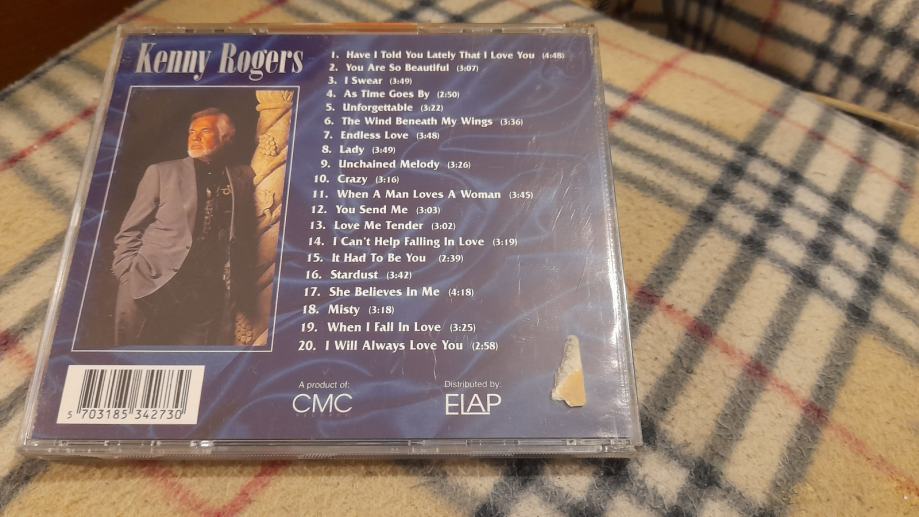 Kenny Rogers
1. Have I Told You Lately That I Love You (4:48)
2. You Are So Beautiful (3:07)
3. I Swear (3:49)
4. As Time Goes By (2:50)
5. Unforgettable (3:22)
6. The Wind Beneath My Wings (3:36)
7. Endless Love (3:48)
8. Lady (3:49)
9. Unchained Melody (3:26)
10. Crazy (3:16)
11. When A Man Loves A Woman (3:45)
12. You Send Me (3:03)
13. Love Me Tender (3:02)
14. I Can't Help Falling In Love (3:19)
15. It Had To Be You (2:39)
16. Stardust (3:42)
17. She Believes In Me (4:18)
18. Misty (3:18)
19. When I Fall In Love (3:25)
20. I Will Always Love You (2:58)
A product of:
CMC
Distributed by:
ELAP
5 703185 342730